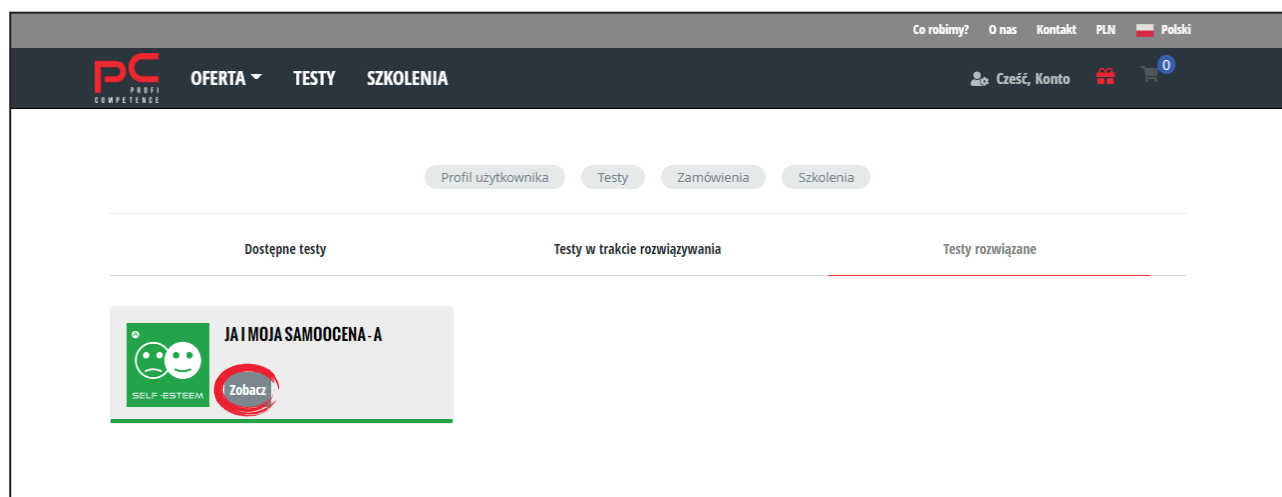 Co robimy? O nas Kontakt PLN Polski
PC PROFI COMPETENCE
OFERTA TESTY SZKOLENIA Cześć, Konto 0
Profil użytkownika Testy Zamówienia Szkolenia
Dostępne testy Testy w trakcie rozwiązywania Testy rozwiązane
JA I MOJA SAMOOCENA - A
SELF-ESTEEM
Zobacz